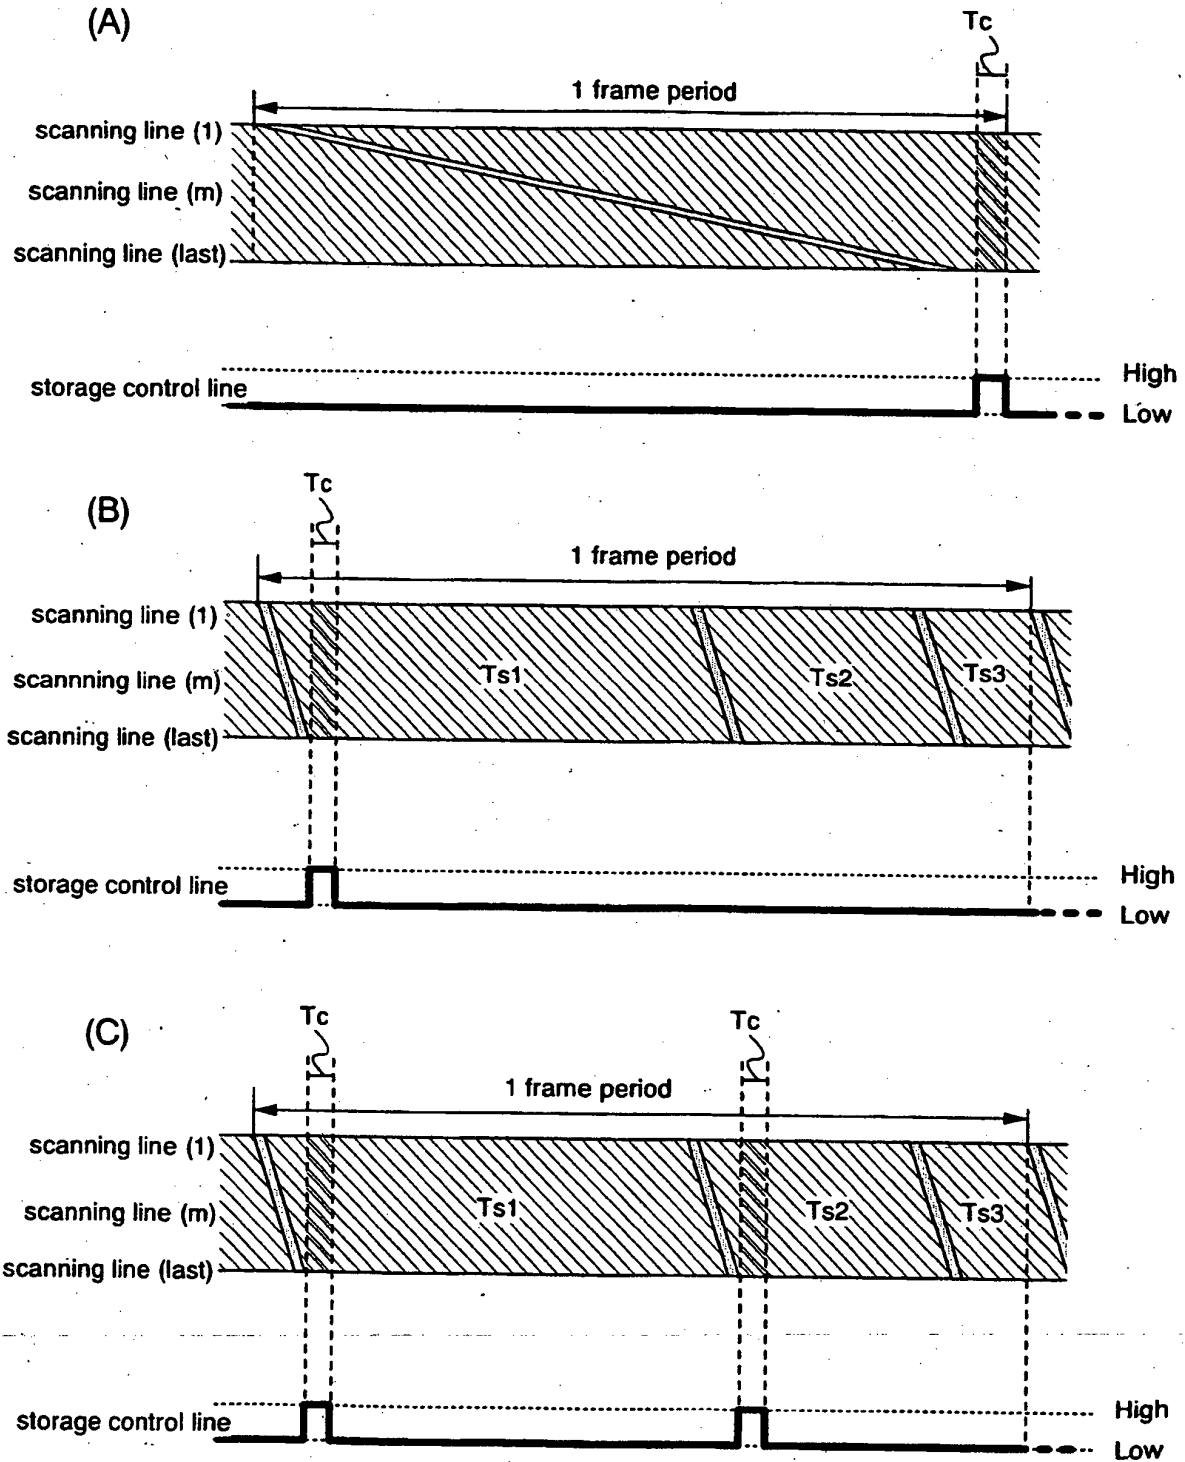 (A)
Tc
1 frame period
scanning line (1)
scanning line (m)
scanning line (last)
storage control line
High
Low
(B)
Tc
1 frame period
scanning line (1)
scannning line (m)
Ts1
Ts2
Ts3
scanning line (last)
storage control line
High
Low
(C)
Tc
Tc
1 frame period
scanning line (1)
scanning line (m)
Ts1
Ts2
Ts3
scanning line (last)
storage control line
High
Low